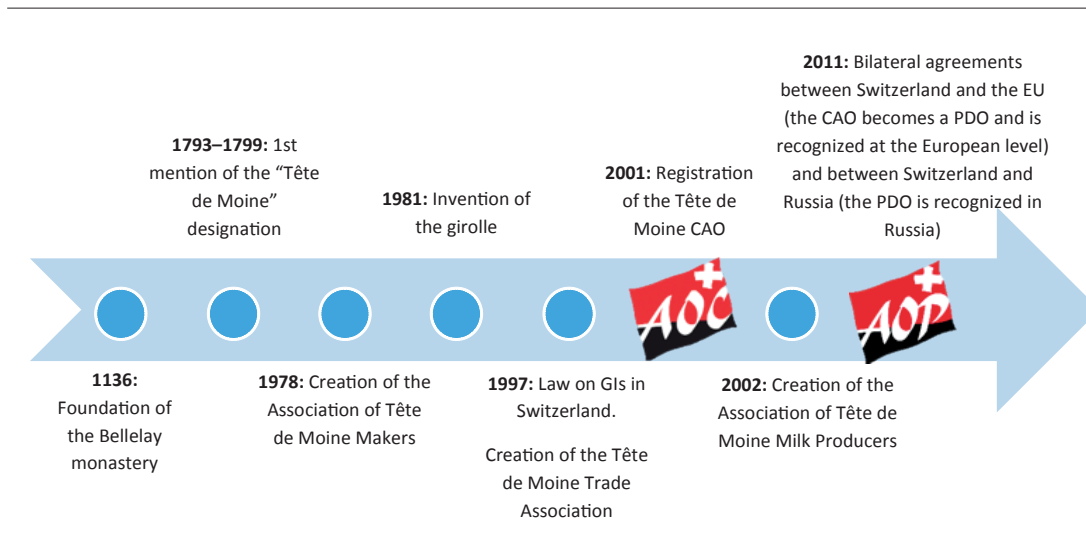 1136:
Foundation of
the Bellelay
monastery
1793–1799: 1st
mention of the “Tête
de Moine”
designation
1978: Creation of the
Association of Tête
de Moine Makers
1981: Invention of
the girolle
1997: Law on GIs in
Switzerland.
Creation of the Tête
de Moine Trade
Association
2001: Registration
of the Tête de
Moine CAO
AOC
2002: Creation of the
Association of Tête de
Moine Milk Producers
2011: Bilateral agreements
between Switzerland and the EU
(the CAO becomes a PDO and is
recognized at the European level)
and between Switzerland and
Russia (the PDO is recognized in
Russia)
AOP